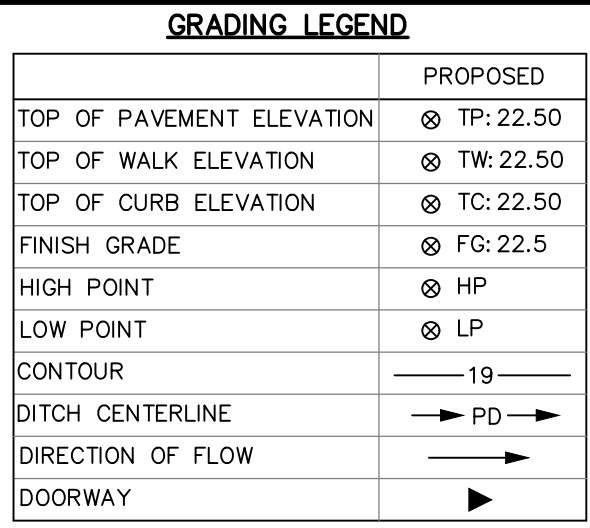 GRADING LEGEND
PROPOSED
TOP OF PAVEMENT ELEVATION ⊗ TP: 22.50
TOP OF WALK ELEVATION ⊗ TW: 22.50
TOP OF CURB ELEVATION ⊗ TC: 22.50
FINISH GRADE ⊗ FG: 22.5
HIGH POINT ⊗ HP
LOW POINT ⊗ LP
CONTOUR 19
DITCH CENTERLINE PD
DIRECTION OF FLOW
DOORWAY